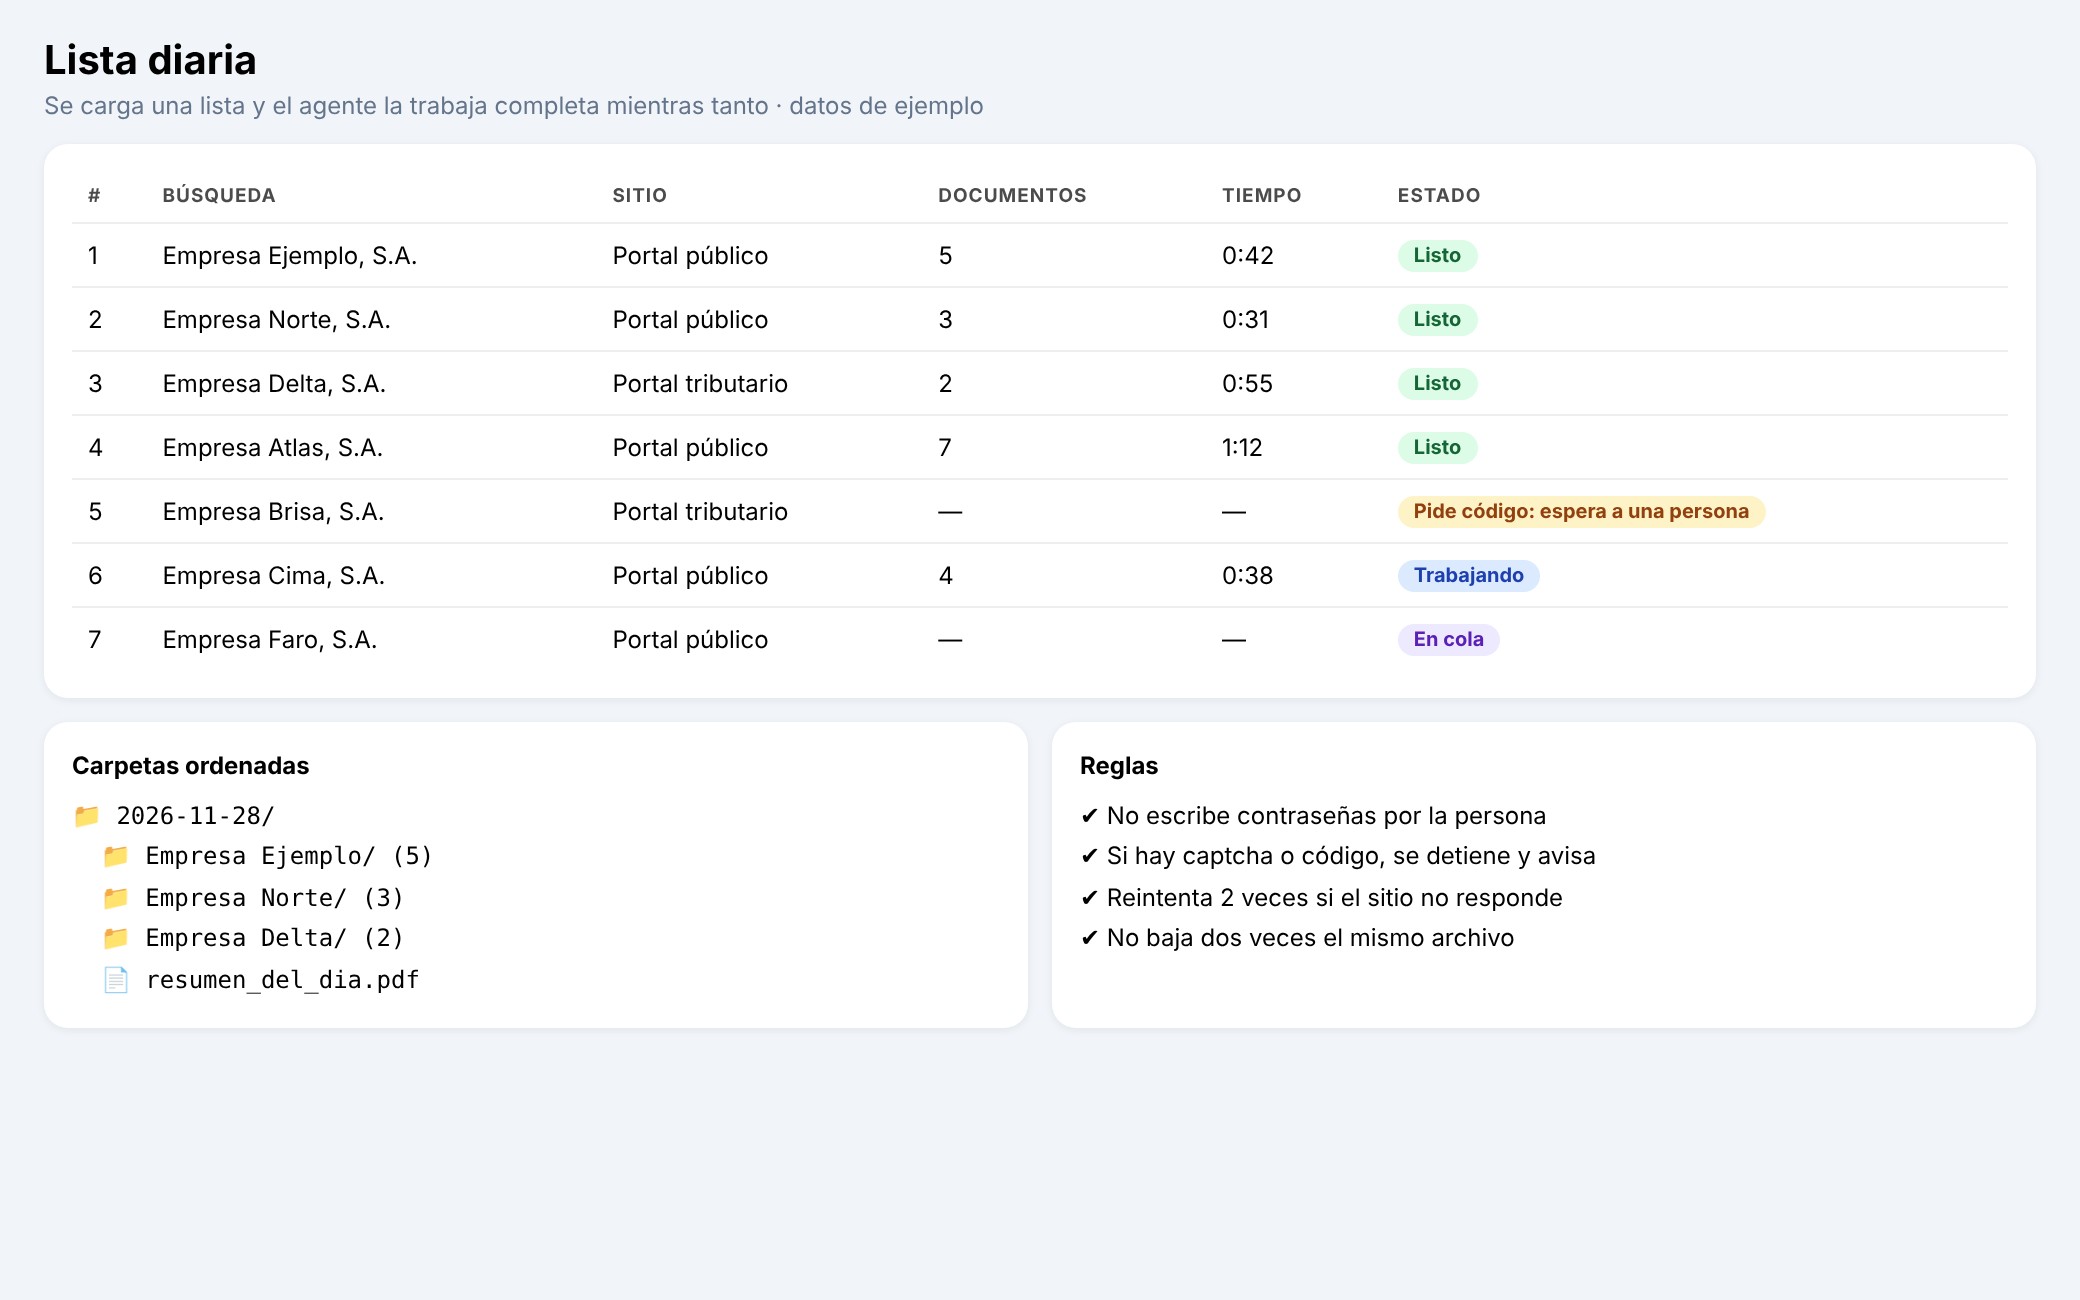 Lista diaria
Se carga una lista y el agente la trabaja completa mientras tanto · datos de ejemplo
# BÚSQUEDA SITIO DOCUMENTOS TIEMPO ESTADO
1 Empresa Ejemplo, S.A. Portal público 5 0:42 Listo
2 Empresa Norte, S.A. Portal público 3 0:31 Listo
3 Empresa Delta, S.A. Portal tributario 2 0:55 Listo
4 Empresa Atlas, S.A. Portal público 7 1:12 Listo
5 Empresa Brisa, S.A. Portal tributario — — Pide código: espera a una persona
6 Empresa Cima, S.A. Portal público 4 0:38 Trabajando
7 Empresa Faro, S.A. Portal público — — En cola
Carpetas ordenadas
📁 2026-11-28/
📁 Empresa Ejemplo/ (5)
📁 Empresa Norte/ (3)
📁 Empresa Delta/ (2)
📄 resumen_del_dia.pdf
Reglas
✔ No escribe contraseñas por la persona
✔ Si hay captcha o código, se detiene y avisa
✔ Reintenta 2 veces si el sitio no responde
✔ No baja dos veces el mismo archivo